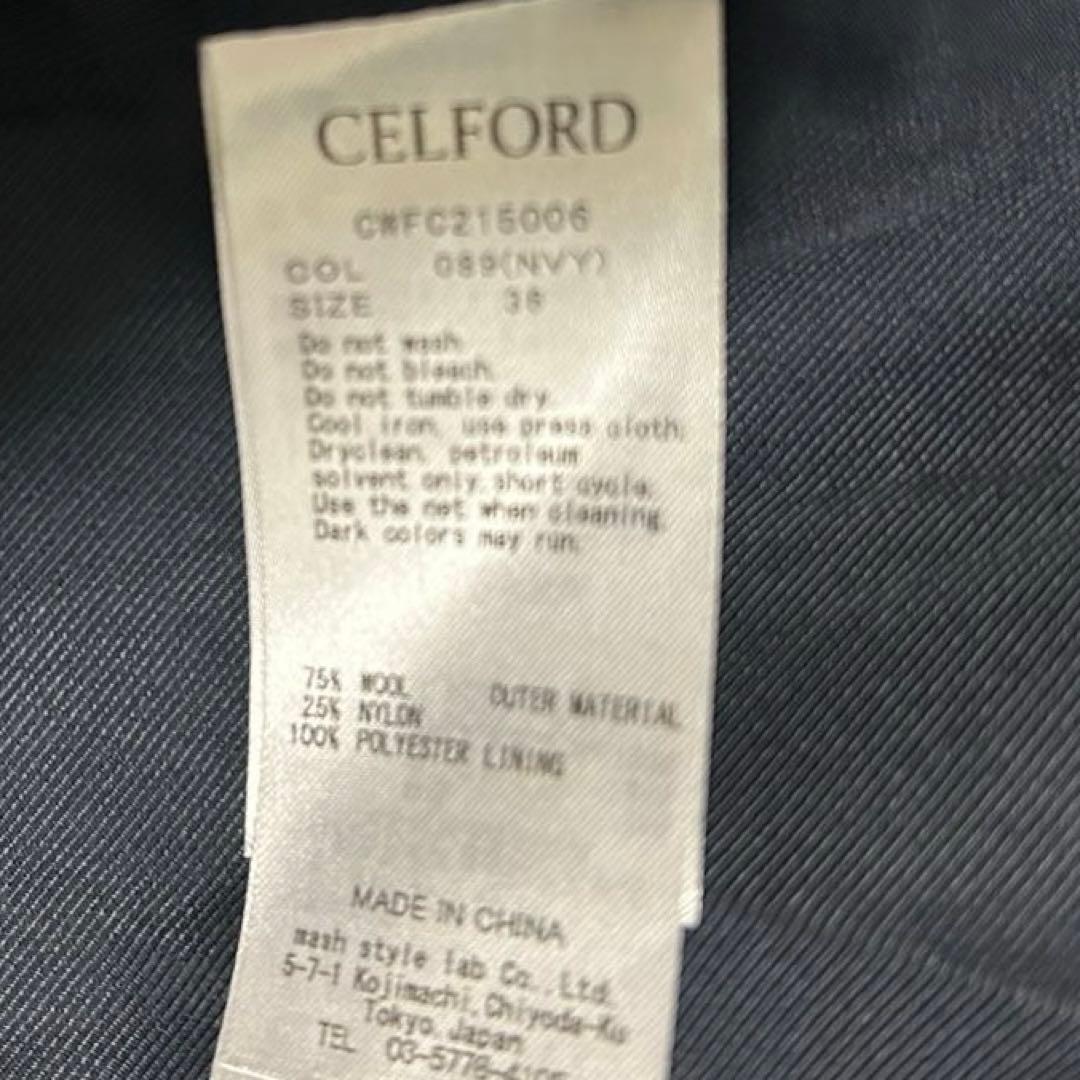 CELFORD
CWFC215006
COL 089(NVY)
SIZE
Do not wash.
Do not bleach.
Do not tumble dry.
Cool iron, use press cloth.
Dryclean, petroleum
solvent only, short cycle.
Use the net when cleaning.
Dark colors may run.
75% WOOL OUTER MATERIAL
25% NYLON
100% POLYESTER LINING
MADE IN CHINA
mash style lab Co., Ltd.
5-7-1 Kojimachi, Chiyoda-Ku
Tokyo, Japan
TEL